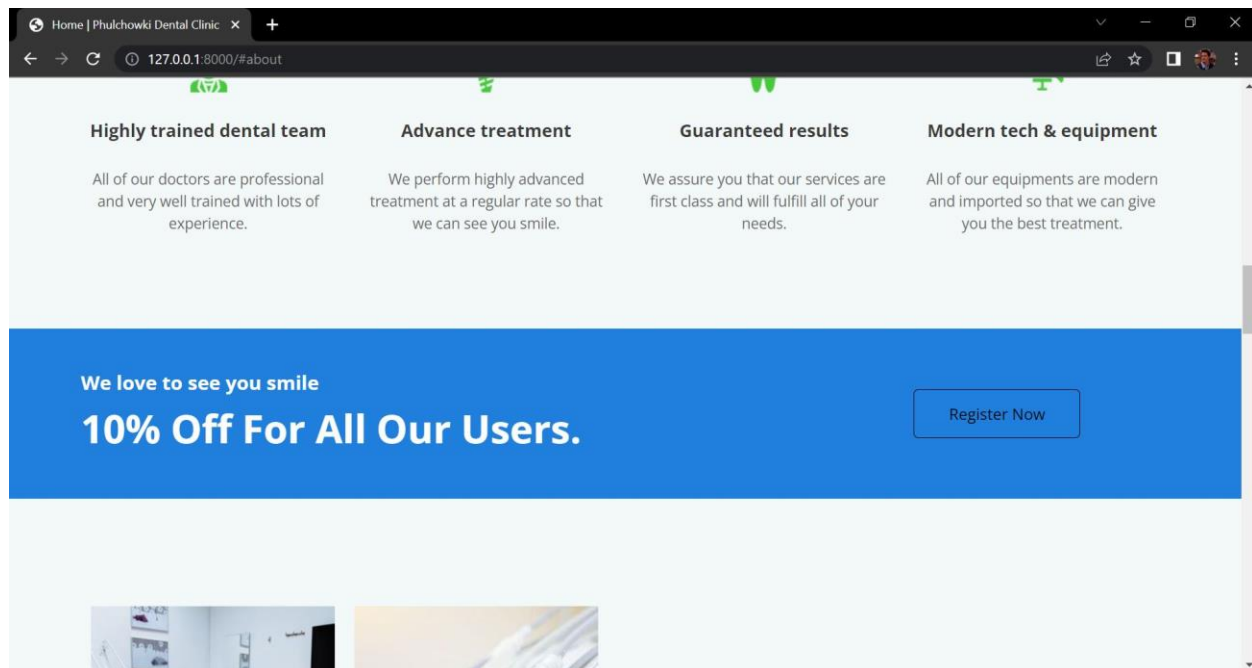 Home | Phulchowki Dental Clinic
127.0.0.1:8000/#about
Highly trained dental team
All of our doctors are professional
and very well trained with lots of
experience.
Advance treatment
We perform highly advanced
treatment at a regular rate so that
we can see you smile.
Guaranteed results
We assure you that our services are
first class and will fulfill all of your
needs.
Modern tech & equipment
All of our equipments are modern
and imported so that we can give
you the best treatment.
We love to see you smile
10% Off For All Our Users.
Register Now